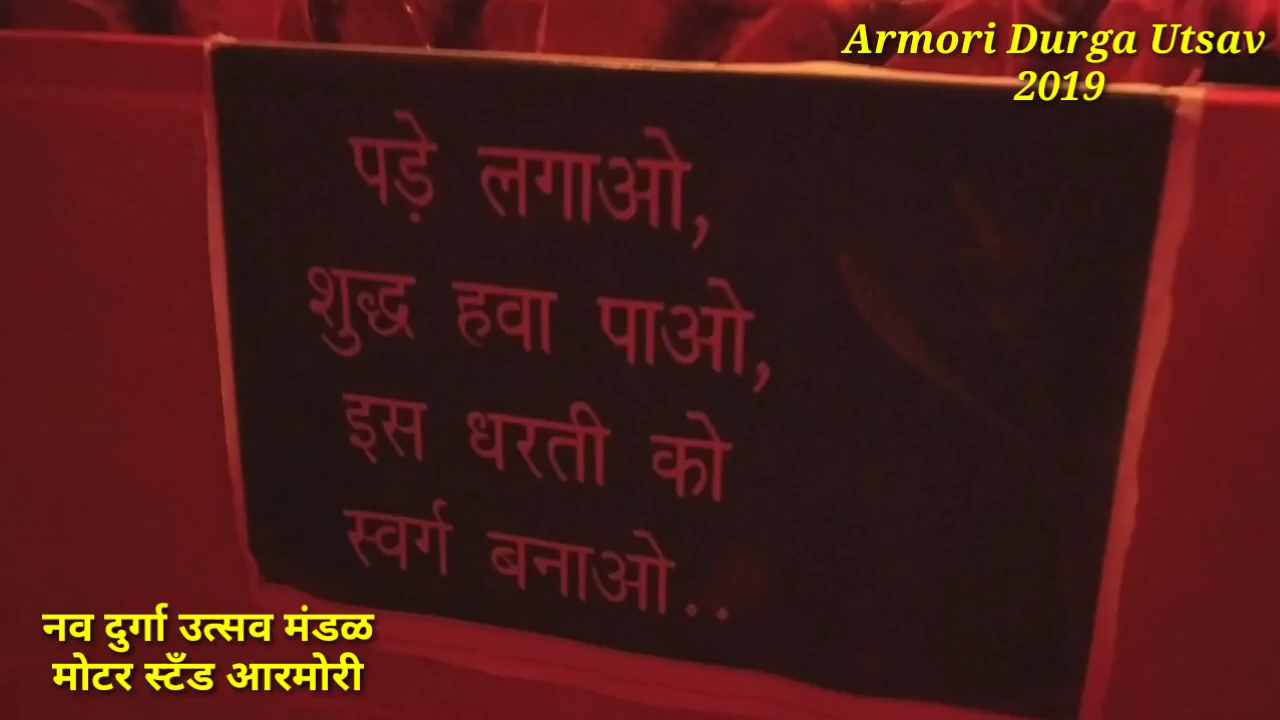 Armori Durga Utsav
2019
पड़े लगाओ,
शुद्ध हवा पाओ,
इस धरती को
स्वर्ग बनाओ..
नव दुर्गा उत्सव मंडळ
मोटर स्टँड आरमोरी